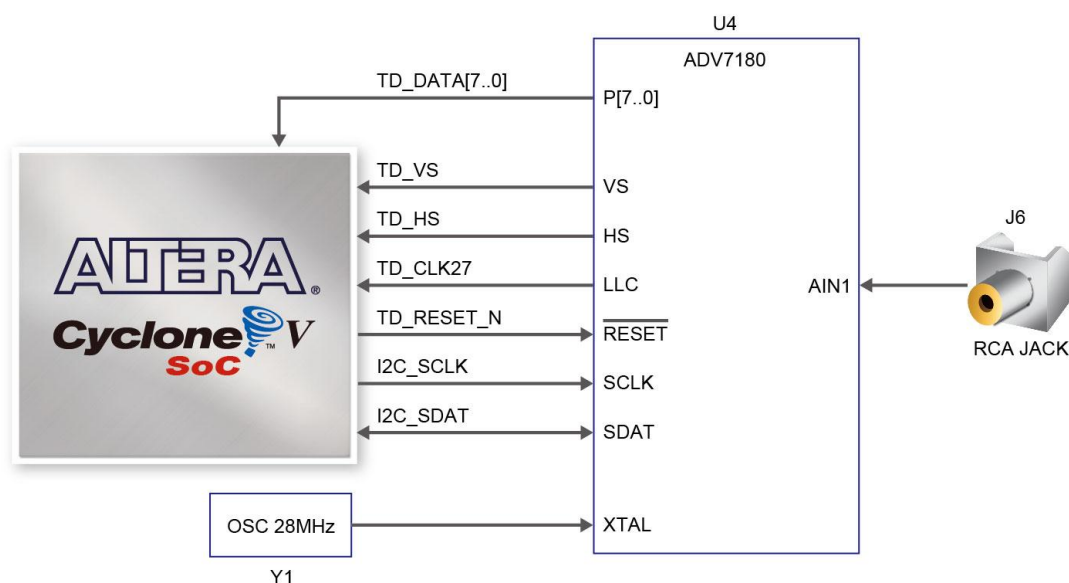 U4
ADV7180
TD_DATA[7..0]
P[7..0]
TD_VS
VS
TD_HS
HS
TD_CLK27
LLC
TD_RESET_N
RESET
I2C_SCLK
SCLK
I2C_SDAT
SDAT
XTAL
AIN1
J6
RCA JACK
ALTERA®
Cyclone™ V
SoC
OSC 28MHz
Y1